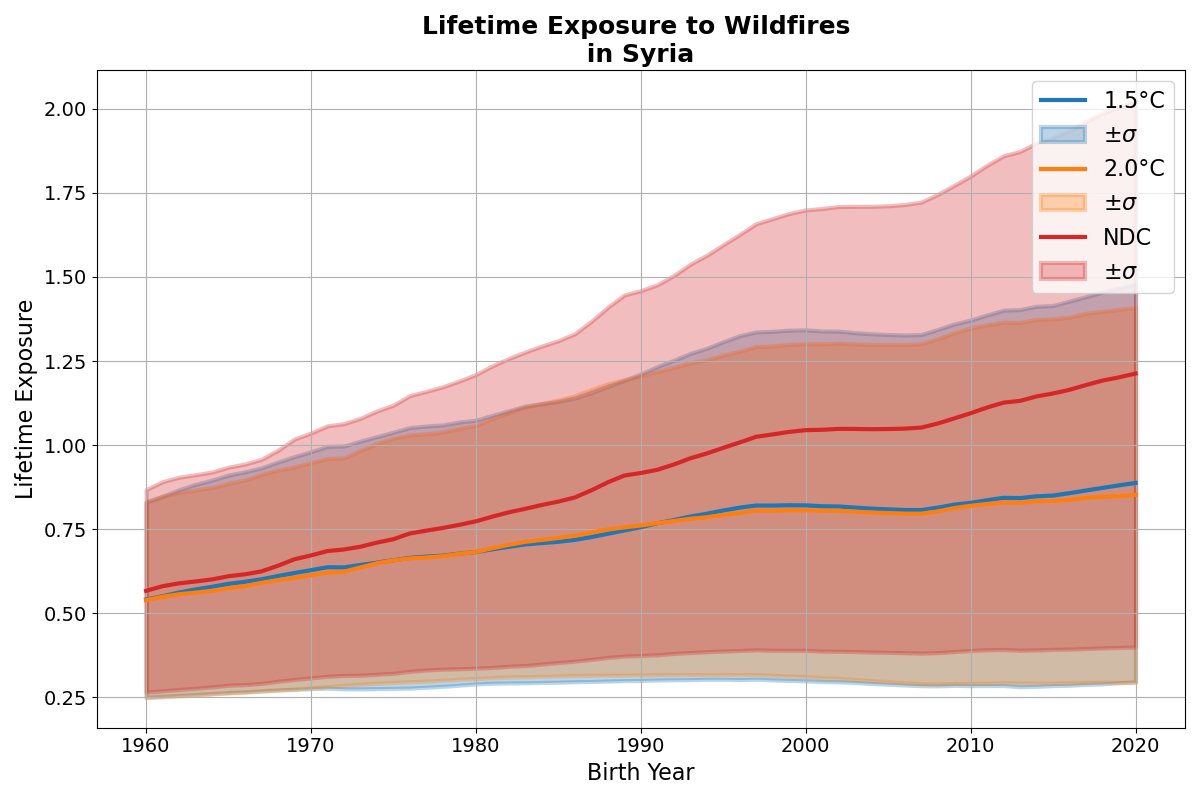 Lifetime Exposure to Wildfires
in Syria
Lifetime Exposure
2.00
1.75
1.50
1.25
1.00
0.75
0.50
0.25
1960
1970
1980
1990
2000
2010
2020
Birth Year
1.5°C
±σ
2.0°C
±σ
NDC
±σ